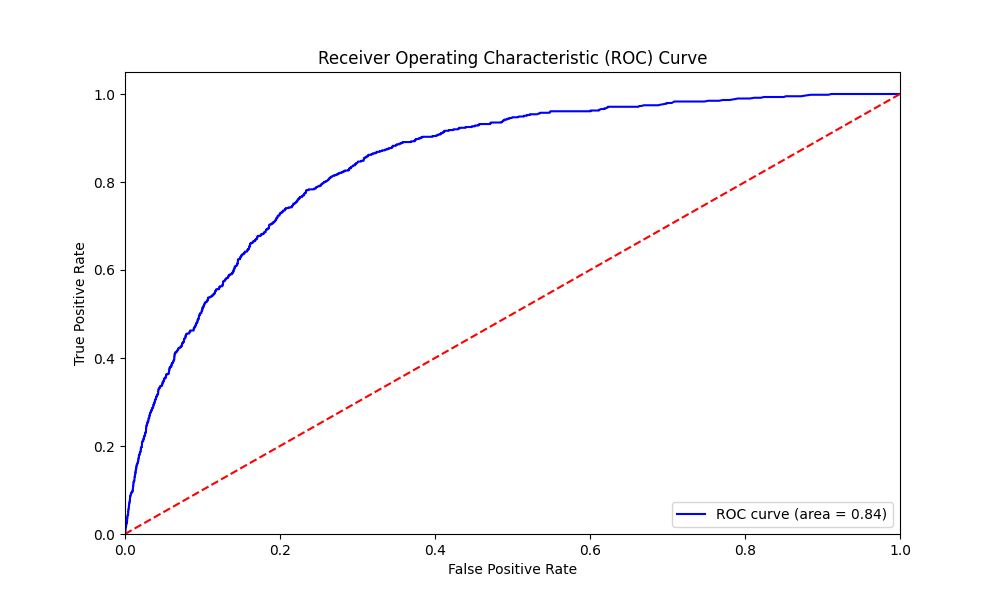 Receiver Operating Characteristic (ROC) Curve
True Positive Rate
1.0
0.8
0.6
0.4
0.2
0.0
ROC curve (area = 0.84)
0.0 0.2 0.4 0.6 0.8 1.0
False Positive Rate